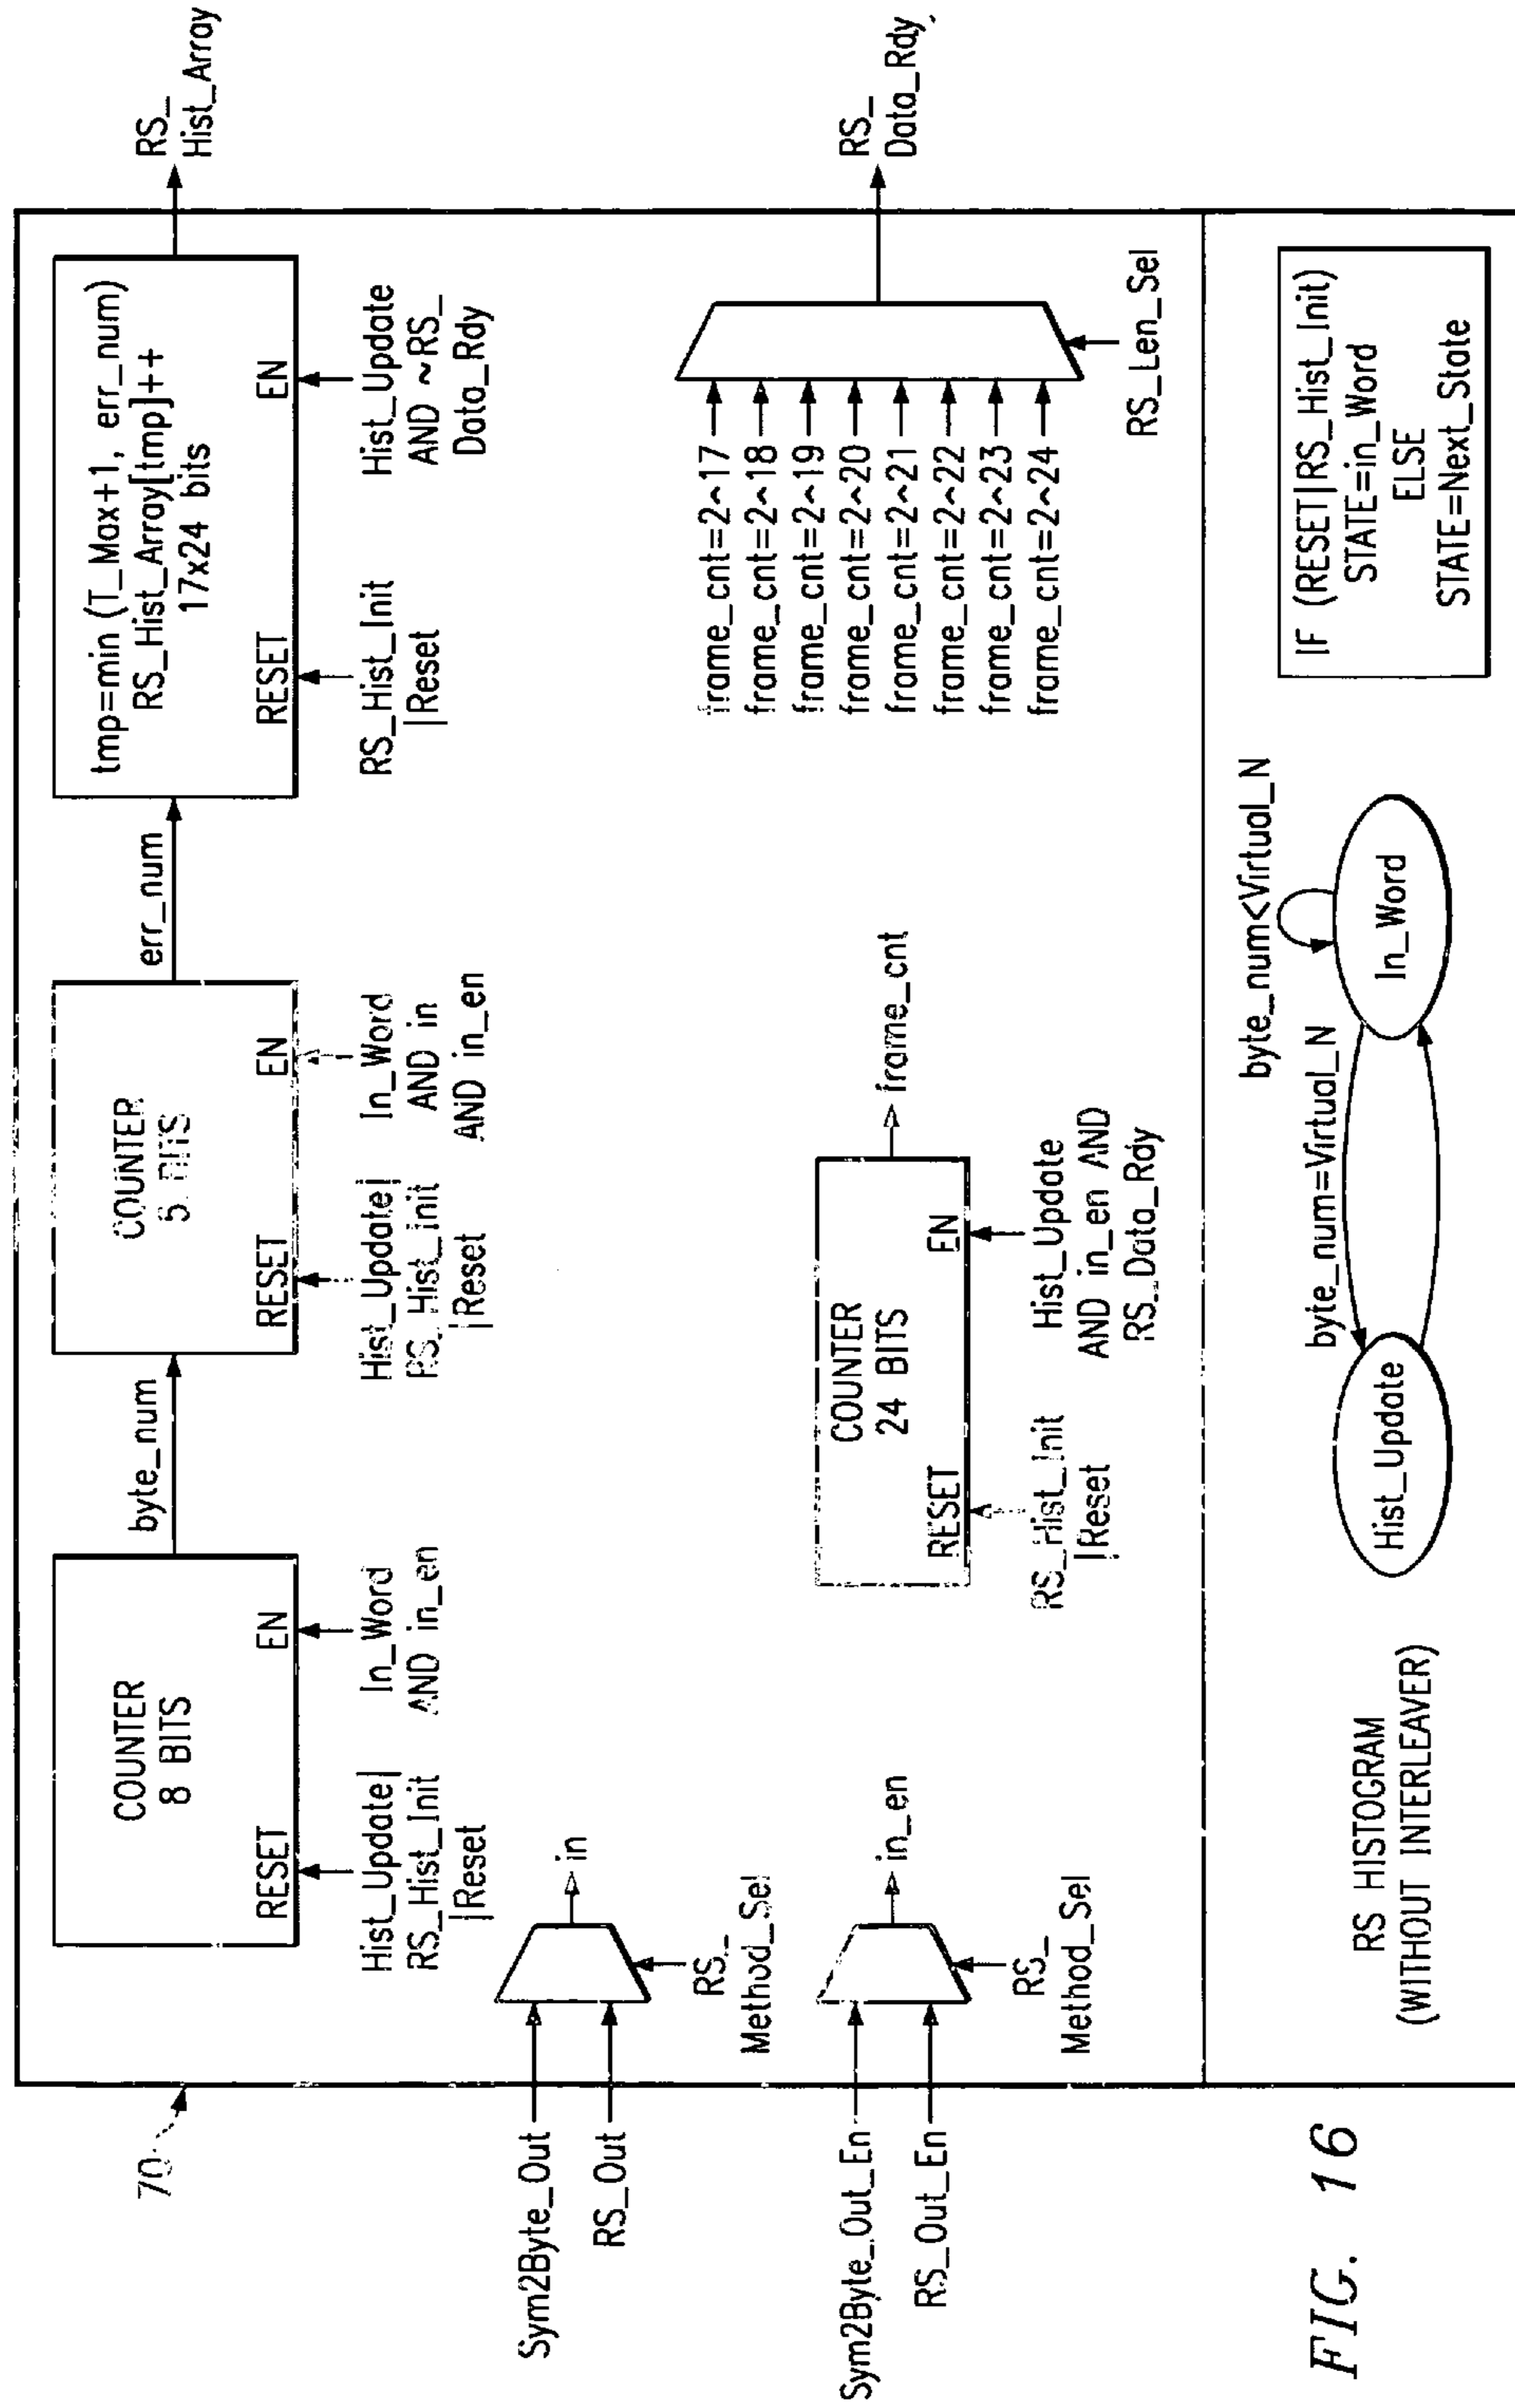 70
COUNTER
8 BITS
RESET
EN
Hist_Update|
RS_Hist_Init
|Reset
In_Word
AND in_en
byte_num
COUNTER
5 BITS
RESET
EN
Hist_Update|
RS_Hist_Init
|Reset
In_Word
AND in
AND in_en
err_num
tmp=min (T_Max+1, err_num)
RS_Hist_Array[tmp]++
17x24 bits
RESET
EN
RS_Hist_Init
|Reset
Hist_Update
AND ~RS_
Data_Rdy
RS_
Hist_Array
Sym2Byte_Out
RS_Out
in
RS_
Method_Sel
Sym2Byte_Out_En
RS_Out_En
in_en
RS_
Method_Sel
COUNTER
24 BITS
RESET
EN
RS_Hist_Init
|Reset
Hist_Update
AND in_en AND
RS_Data_Rdy
frame_cnt
frame_cnt=2^17
frame_cnt=2^18
frame_cnt=2^19
frame_cnt=2^20
frame_cnt=2^21
frame_cnt=2^22
frame_cnt=2^23
frame_cnt=2^24
RS_Len_Sel
RS_
Data_Rdy
RS HISTOGRAM
(WITHOUT INTERLEAVER)
Hist_Update
byte_num=Virtual_N
In_Word
byte_num<Virtual_N
IF (RESET|RS_Hist_Init)
STATE=in_Word
ELSE
STATE=Next_State
FIG. 16